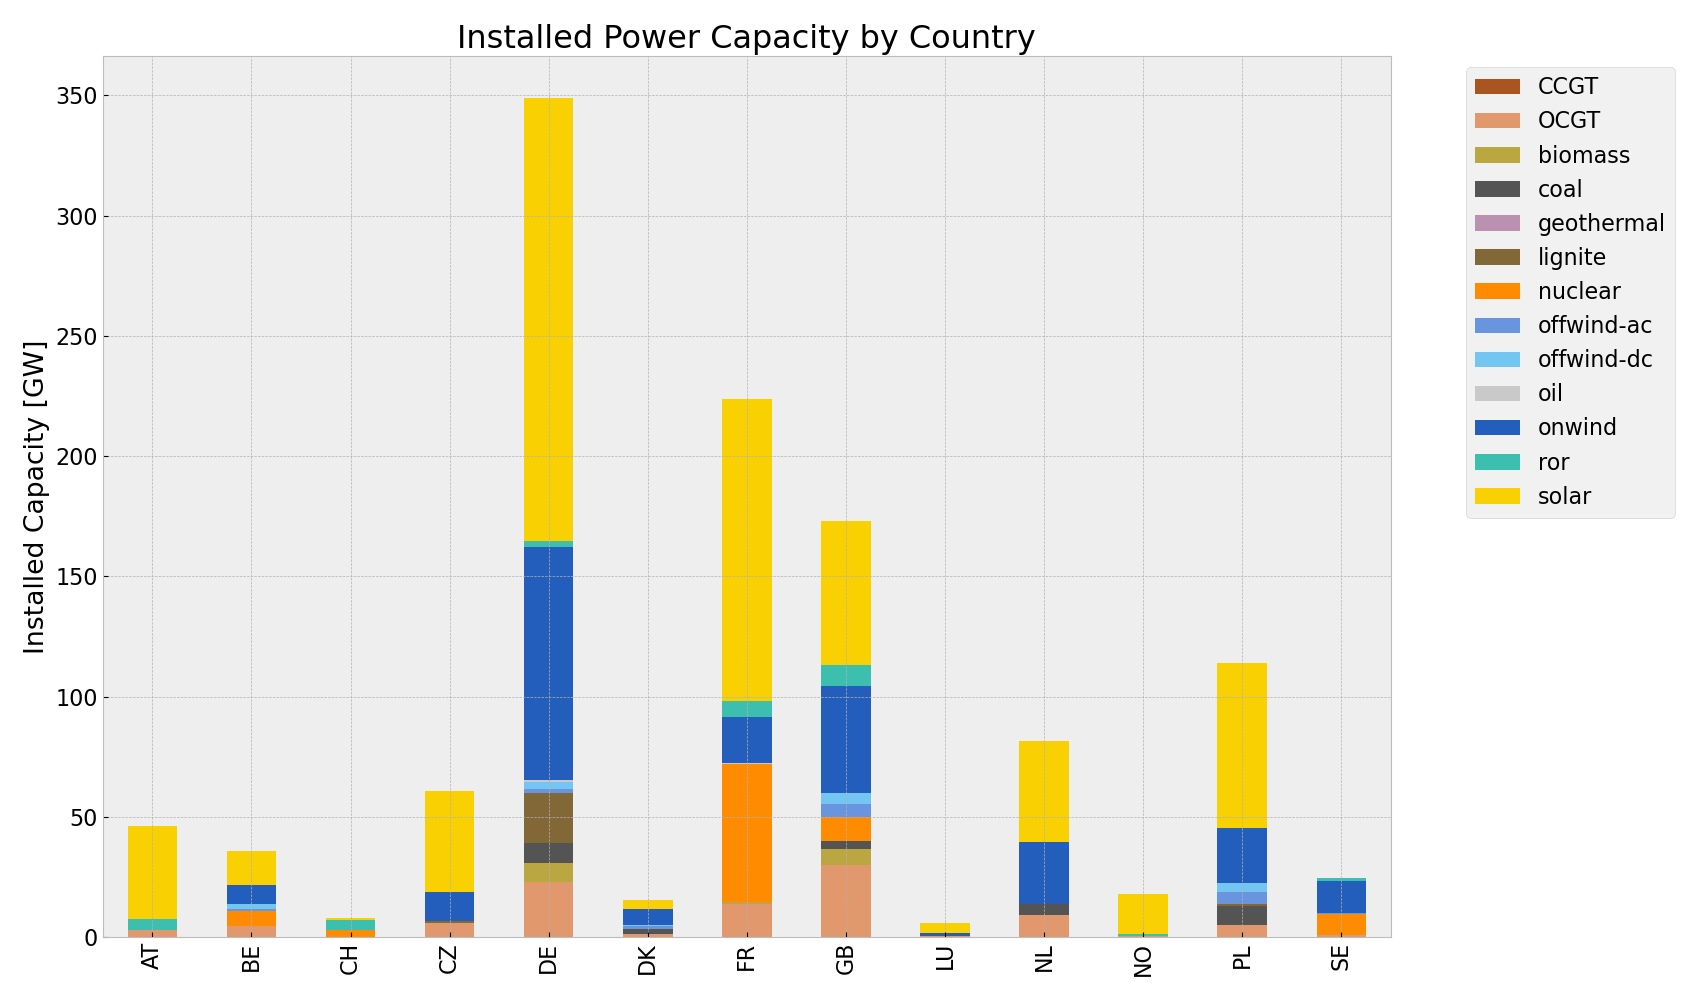 Installed Power Capacity by Country
Installed Capacity [GW]
350
300
250
200
150
100
50
0
AT
BE
CH
CZ
DE
DK
FR
GB
LU
NL
NO
PL
SE
CCGT
OCGT
biomass
coal
geothermal
lignite
nuclear
offwind-ac
offwind-dc
oil
onwind
ror
solar